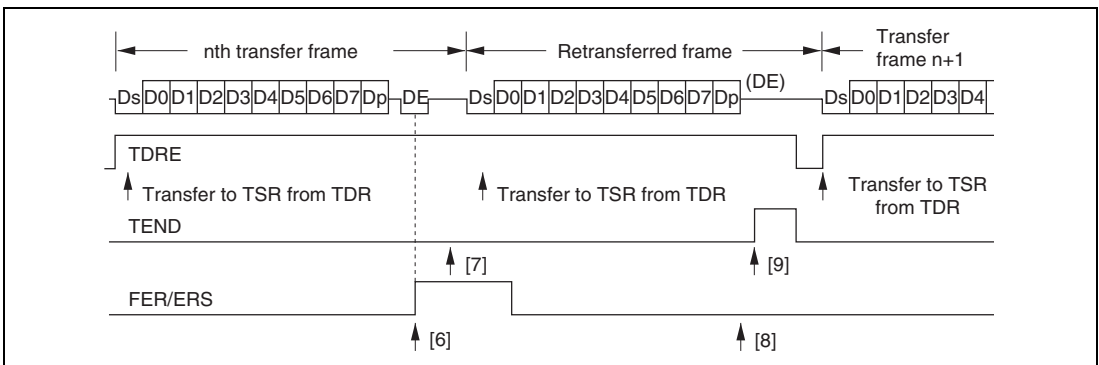 nth transfer frame
Retransferred frame
Transfer
frame n+1
Ds D0 D1 D2 D3 D4 D5 D6 D7 Dp DE
Ds D0 D1 D2 D3 D4 D5 D6 D7 Dp (DE)
Ds D0 D1 D2 D3 D4
TDRE
Transfer to TSR from TDR
Transfer to TSR from TDR
Transfer to TSR
from TDR
TEND
[7]
[9]
FER/ERS
[6]
[8]